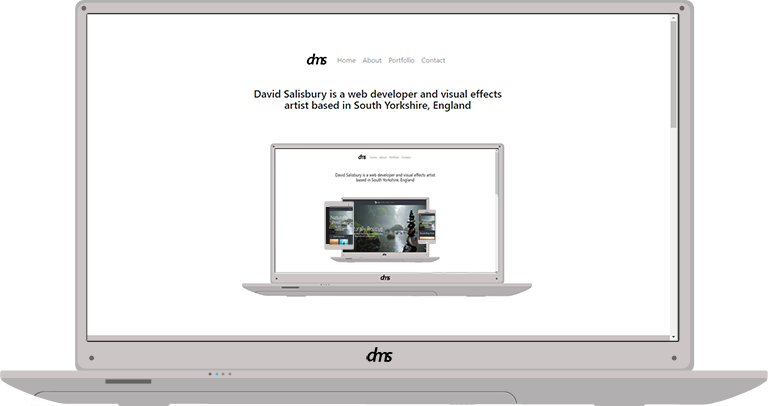 dms Home About Portfolio Contact
David Salisbury is a web developer and visual effects
artist based in South Yorkshire, England
dms Home About Portfolio Contact
David Salisbury is a web developer and visual effects artist
based in South Yorkshire, England
dms
dms